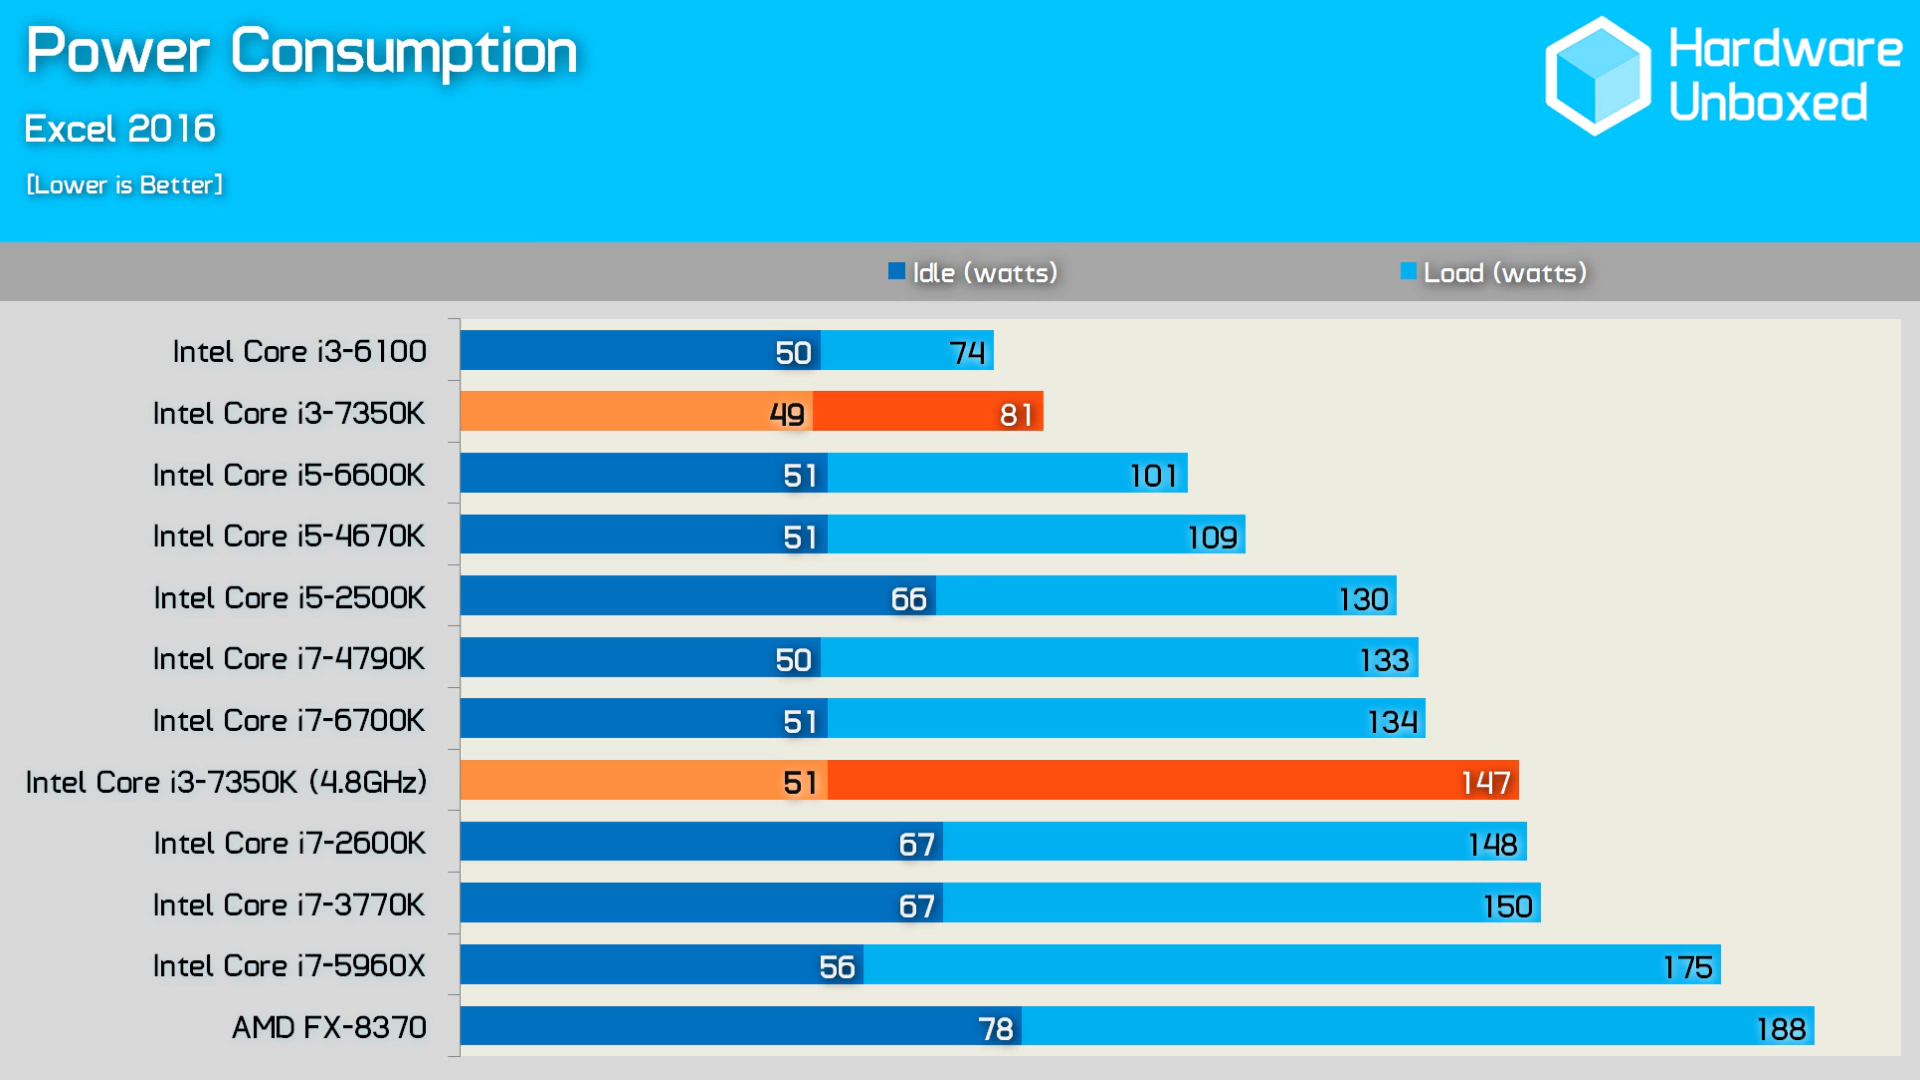 Power Consumption
Excel 2016
[Lower is Better]
Hardware
Unboxed
Idle (watts) Load (watts)
Intel Core i3-6100 50 74
Intel Core i3-7350K 49 81
Intel Core i5-6600K 51 101
Intel Core i5-4670K 51 109
Intel Core i5-2500K 66 130
Intel Core i7-4790K 50 133
Intel Core i7-6700K 51 134
Intel Core i3-7350K (4.8GHz) 51 147
Intel Core i7-2600K 67 148
Intel Core i7-3770K 67 150
Intel Core i7-5960X 56 175
AMD FX-8370 78 188